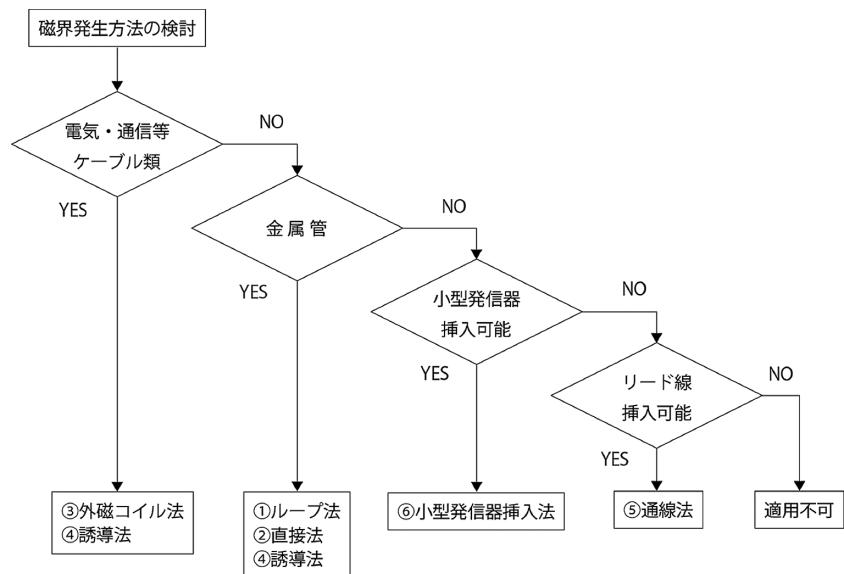 磁界発生方法の検討
電気・通信等
ケーブル類
NO
YES
金属管
NO
YES
小型発信器
挿入可能
NO
YES
リード線
挿入可能
NO
YES
③外磁コイル法
④誘導法
①ループ法
②直接法
④誘導法
⑥小型発信器挿入法
⑤通線法
適用不可